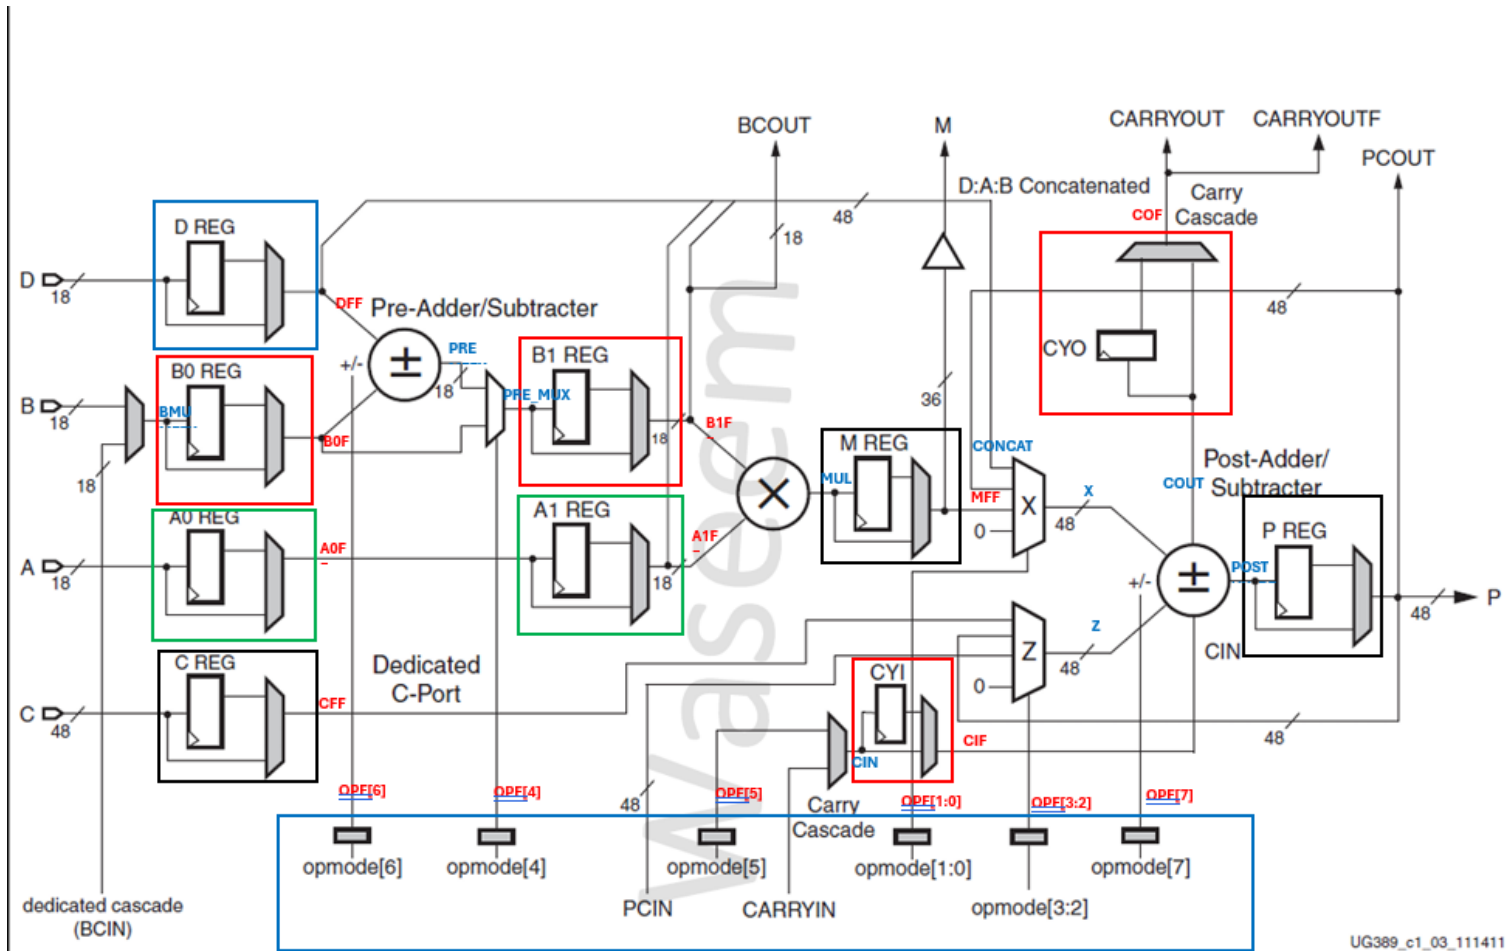 BCOUT
M
CARRYOUT
CARRYOUTF
PCOUT
D:A:B Concatenated
Carry
Cascade
COF
48
18
D REG
D
18
DFF
Pre-Adder/Subtracter
48
+/-
PRE
18
CYO
B0 REG
B1 REG
B
18
BMU
PRE_MUX
B0F
18
B1F
36
18
M REG
CONCAT
Post-Adder/
Subtracter
MUL
MFF
COUT
X
X
48
0
A0 REG
A1 REG
P REG
A
18
A0F
A1F
18
POST
+/-
P
48
Z
Z
48
0
CIN
C REG
Dedicated
C-Port
CYI
C
48
CFF
CIF
CIN
48
Waseem
OPF[6]
OPF[4]
OPF[5]
OPF[1:0]
OPF[3:2]
OPF[7]
48
Carry
Cascade
opmode[6]
opmode[4]
opmode[5]
opmode[1:0]
opmode[7]
dedicated cascade
(BCIN)
PCIN
CARRYIN
opmode[3:2]
UG389_c1_03_111411